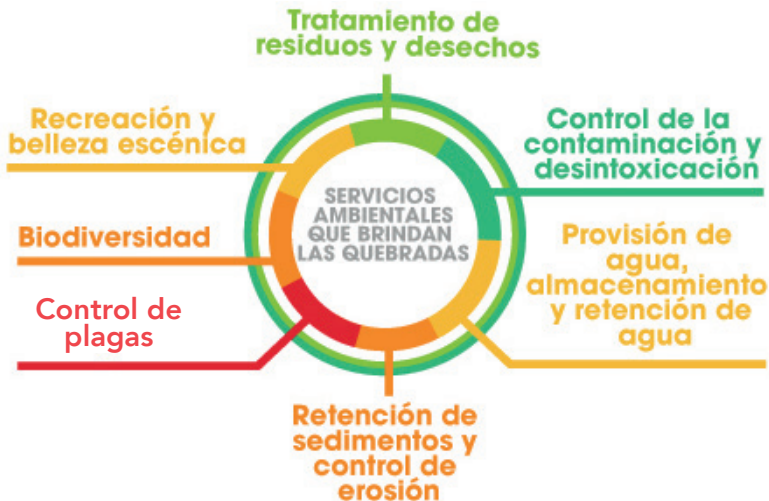 Tratamiento de
residuos y desechos
Recreación y
belleza escénica
Control de la
contaminación y
desintoxicación
SERVICIOS
AMBIENTALES
QUE BRINDAN
LAS QUEBRADAS
Biodiversidad
Provisión de
agua,
almacenamiento
y retención de
agua
Control de
plagas
Retención de
sedimentos y
control de
erosión